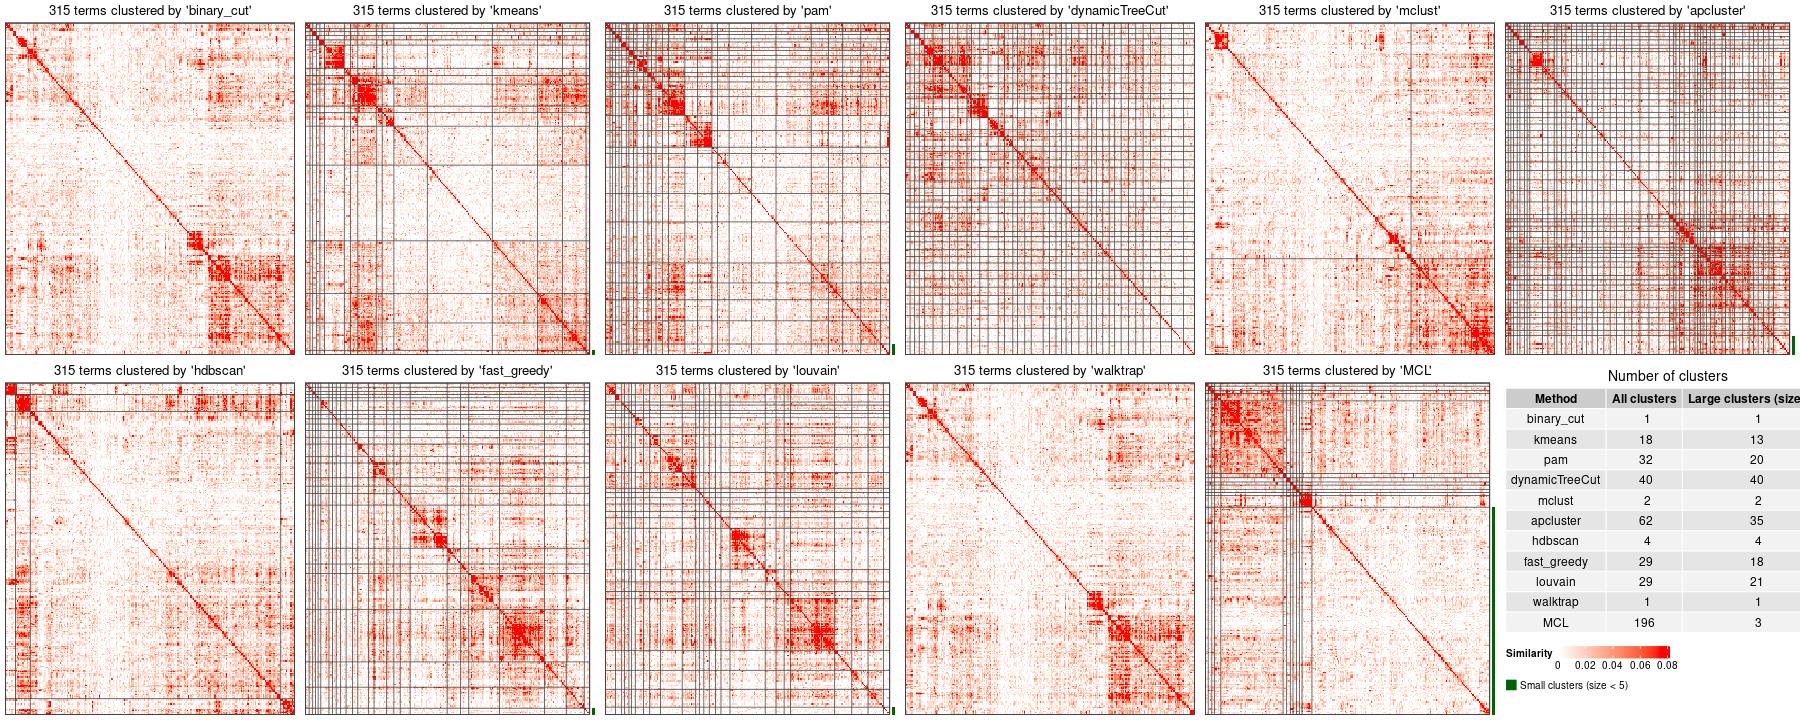 315 terms clustered by 'binary_cut'
315 terms clustered by 'kmeans'
315 terms clustered by 'pam'
315 terms clustered by 'dynamicTreeCut'
315 terms clustered by 'mclust'
315 terms clustered by 'apcluster'
315 terms clustered by 'hdbscan'
315 terms clustered by 'fast_greedy'
315 terms clustered by 'louvain'
315 terms clustered by 'walktrap'
315 terms clustered by 'MCL'
Number of clusters
Method All clusters Large clusters (size
binary_cut 1 1
kmeans 18 13
pam 32 20
dynamicTreeCut 40 40
mclust 2 2
apcluster 62 35
hdbscan 4 4
fast_greedy 29 18
louvain 29 21
walktrap 1 1
MCL 196 3
Similarity
0 0.02 0.04 0.06 0.08
Small clusters (size < 5)